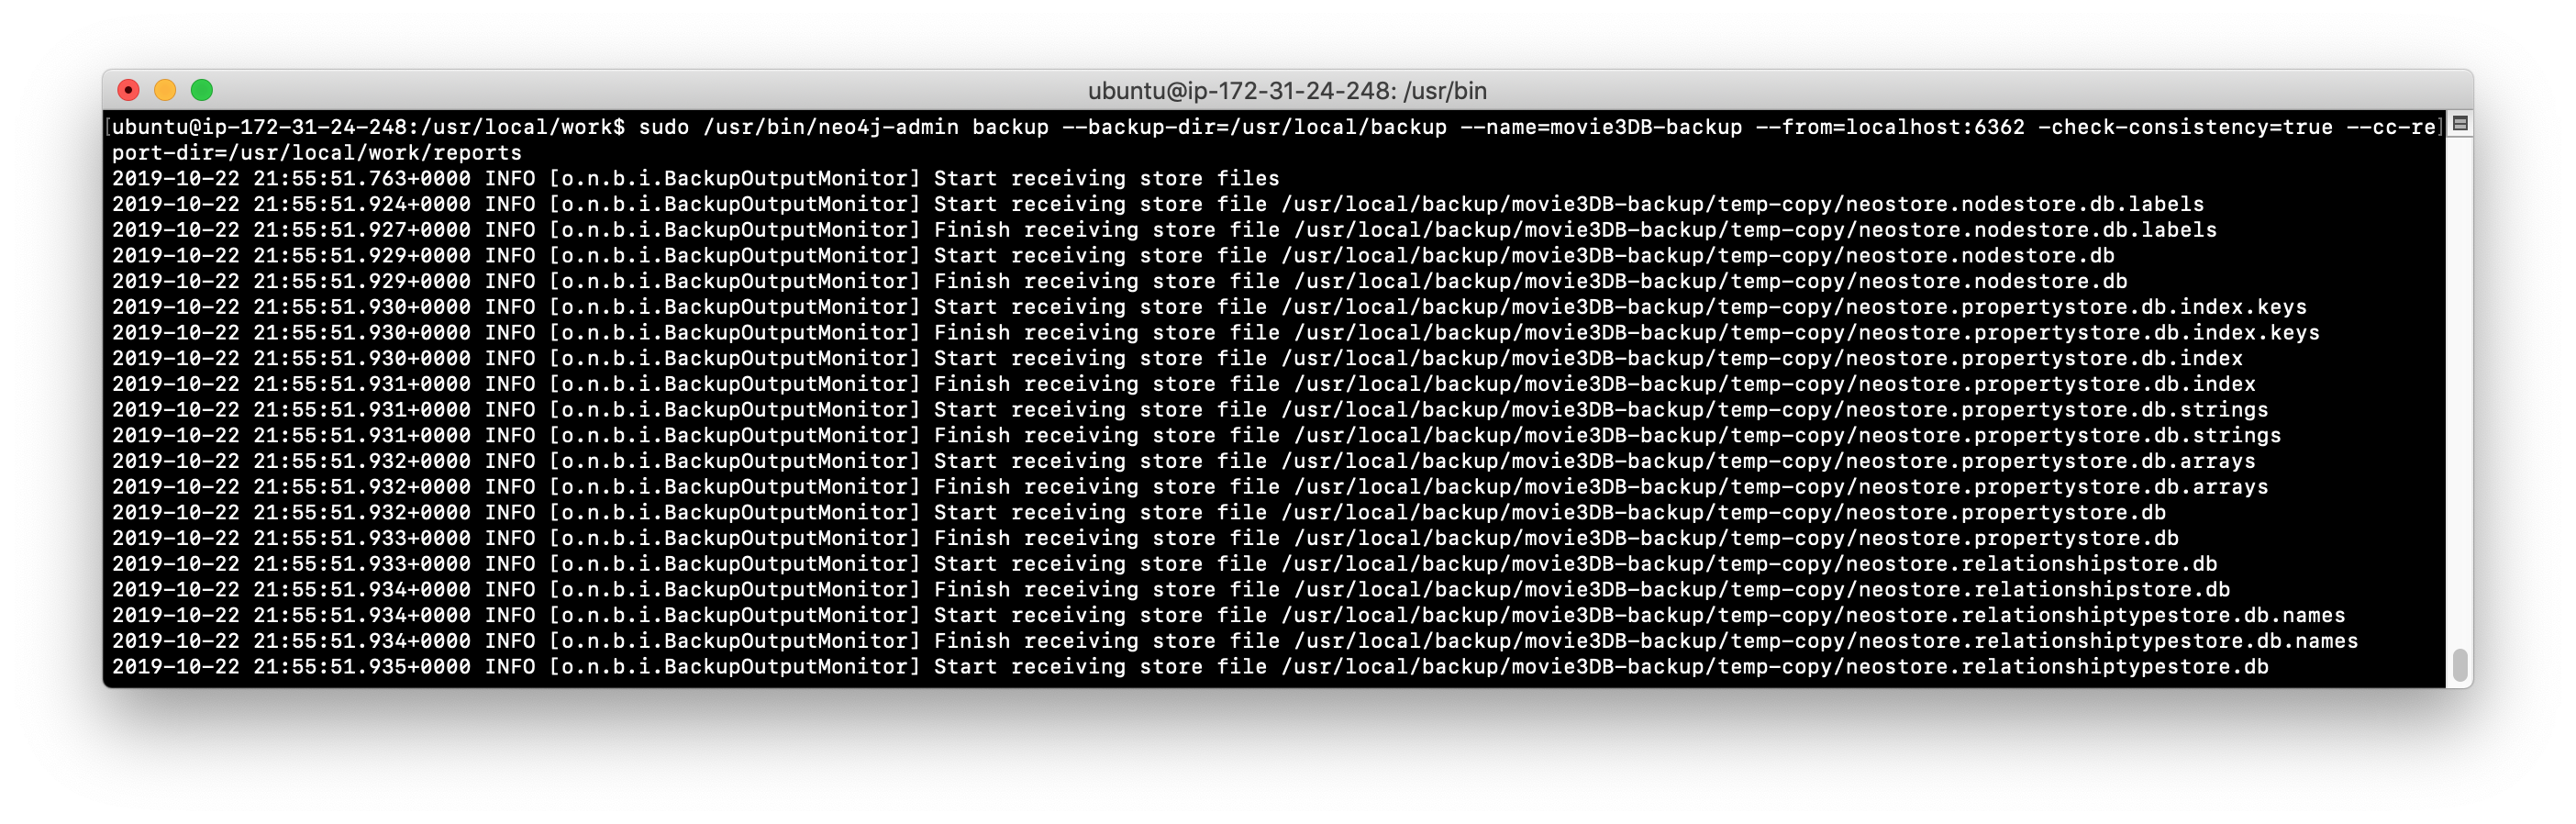 ubuntu@ip-172-31-24-248: /usr/bin
[ubuntu@ip-172-31-24-248:/usr/local/work$ sudo /usr/bin/neo4j-admin backup --backup-dir=/usr/local/backup --name=movie3DB-backup --from=localhost:6362 -check-consistency=true --cc-re]
port-dir=/usr/local/work/reports
2019-10-22 21:55:51.763+0000 INFO [o.n.b.i.BackupOutputMonitor] Start receiving store files
2019-10-22 21:55:51.924+0000 INFO [o.n.b.i.BackupOutputMonitor] Start receiving store file /usr/local/backup/movie3DB-backup/temp-copy/neostore.nodestore.db.labels
2019-10-22 21:55:51.927+0000 INFO [o.n.b.i.BackupOutputMonitor] Finish receiving store file /usr/local/backup/movie3DB-backup/temp-copy/neostore.nodestore.db.labels
2019-10-22 21:55:51.929+0000 INFO [o.n.b.i.BackupOutputMonitor] Start receiving store file /usr/local/backup/movie3DB-backup/temp-copy/neostore.nodestore.db
2019-10-22 21:55:51.929+0000 INFO [o.n.b.i.BackupOutputMonitor] Finish receiving store file /usr/local/backup/movie3DB-backup/temp-copy/neostore.nodestore.db
2019-10-22 21:55:51.930+0000 INFO [o.n.b.i.BackupOutputMonitor] Start receiving store file /usr/local/backup/movie3DB-backup/temp-copy/neostore.propertystore.db.index.keys
2019-10-22 21:55:51.930+0000 INFO [o.n.b.i.BackupOutputMonitor] Finish receiving store file /usr/local/backup/movie3DB-backup/temp-copy/neostore.propertystore.db.index.keys
2019-10-22 21:55:51.930+0000 INFO [o.n.b.i.BackupOutputMonitor] Start receiving store file /usr/local/backup/movie3DB-backup/temp-copy/neostore.propertystore.db.index
2019-10-22 21:55:51.931+0000 INFO [o.n.b.i.BackupOutputMonitor] Finish receiving store file /usr/local/backup/movie3DB-backup/temp-copy/neostore.propertystore.db.index
2019-10-22 21:55:51.931+0000 INFO [o.n.b.i.BackupOutputMonitor] Start receiving store file /usr/local/backup/movie3DB-backup/temp-copy/neostore.propertystore.db.strings
2019-10-22 21:55:51.931+0000 INFO [o.n.b.i.BackupOutputMonitor] Finish receiving store file /usr/local/backup/movie3DB-backup/temp-copy/neostore.propertystore.db.strings
2019-10-22 21:55:51.932+0000 INFO [o.n.b.i.BackupOutputMonitor] Start receiving store file /usr/local/backup/movie3DB-backup/temp-copy/neostore.propertystore.db.arrays
2019-10-22 21:55:51.932+0000 INFO [o.n.b.i.BackupOutputMonitor] Finish receiving store file /usr/local/backup/movie3DB-backup/temp-copy/neostore.propertystore.db.arrays
2019-10-22 21:55:51.932+0000 INFO [o.n.b.i.BackupOutputMonitor] Start receiving store file /usr/local/backup/movie3DB-backup/temp-copy/neostore.propertystore.db
2019-10-22 21:55:51.933+0000 INFO [o.n.b.i.BackupOutputMonitor] Finish receiving store file /usr/local/backup/movie3DB-backup/temp-copy/neostore.propertystore.db
2019-10-22 21:55:51.933+0000 INFO [o.n.b.i.BackupOutputMonitor] Start receiving store file /usr/local/backup/movie3DB-backup/temp-copy/neostore.relationshipstore.db
2019-10-22 21:55:51.934+0000 INFO [o.n.b.i.BackupOutputMonitor] Finish receiving store file /usr/local/backup/movie3DB-backup/temp-copy/neostore.relationshipstore.db
2019-10-22 21:55:51.934+0000 INFO [o.n.b.i.BackupOutputMonitor] Start receiving store file /usr/local/backup/movie3DB-backup/temp-copy/neostore.relationshiptypestore.db.names
2019-10-22 21:55:51.934+0000 INFO [o.n.b.i.BackupOutputMonitor] Finish receiving store file /usr/local/backup/movie3DB-backup/temp-copy/neostore.relationshiptypestore.db.names
2019-10-22 21:55:51.935+0000 INFO [o.n.b.i.BackupOutputMonitor] Start receiving store file /usr/local/backup/movie3DB-backup/temp-copy/neostore.relationshiptypestore.db